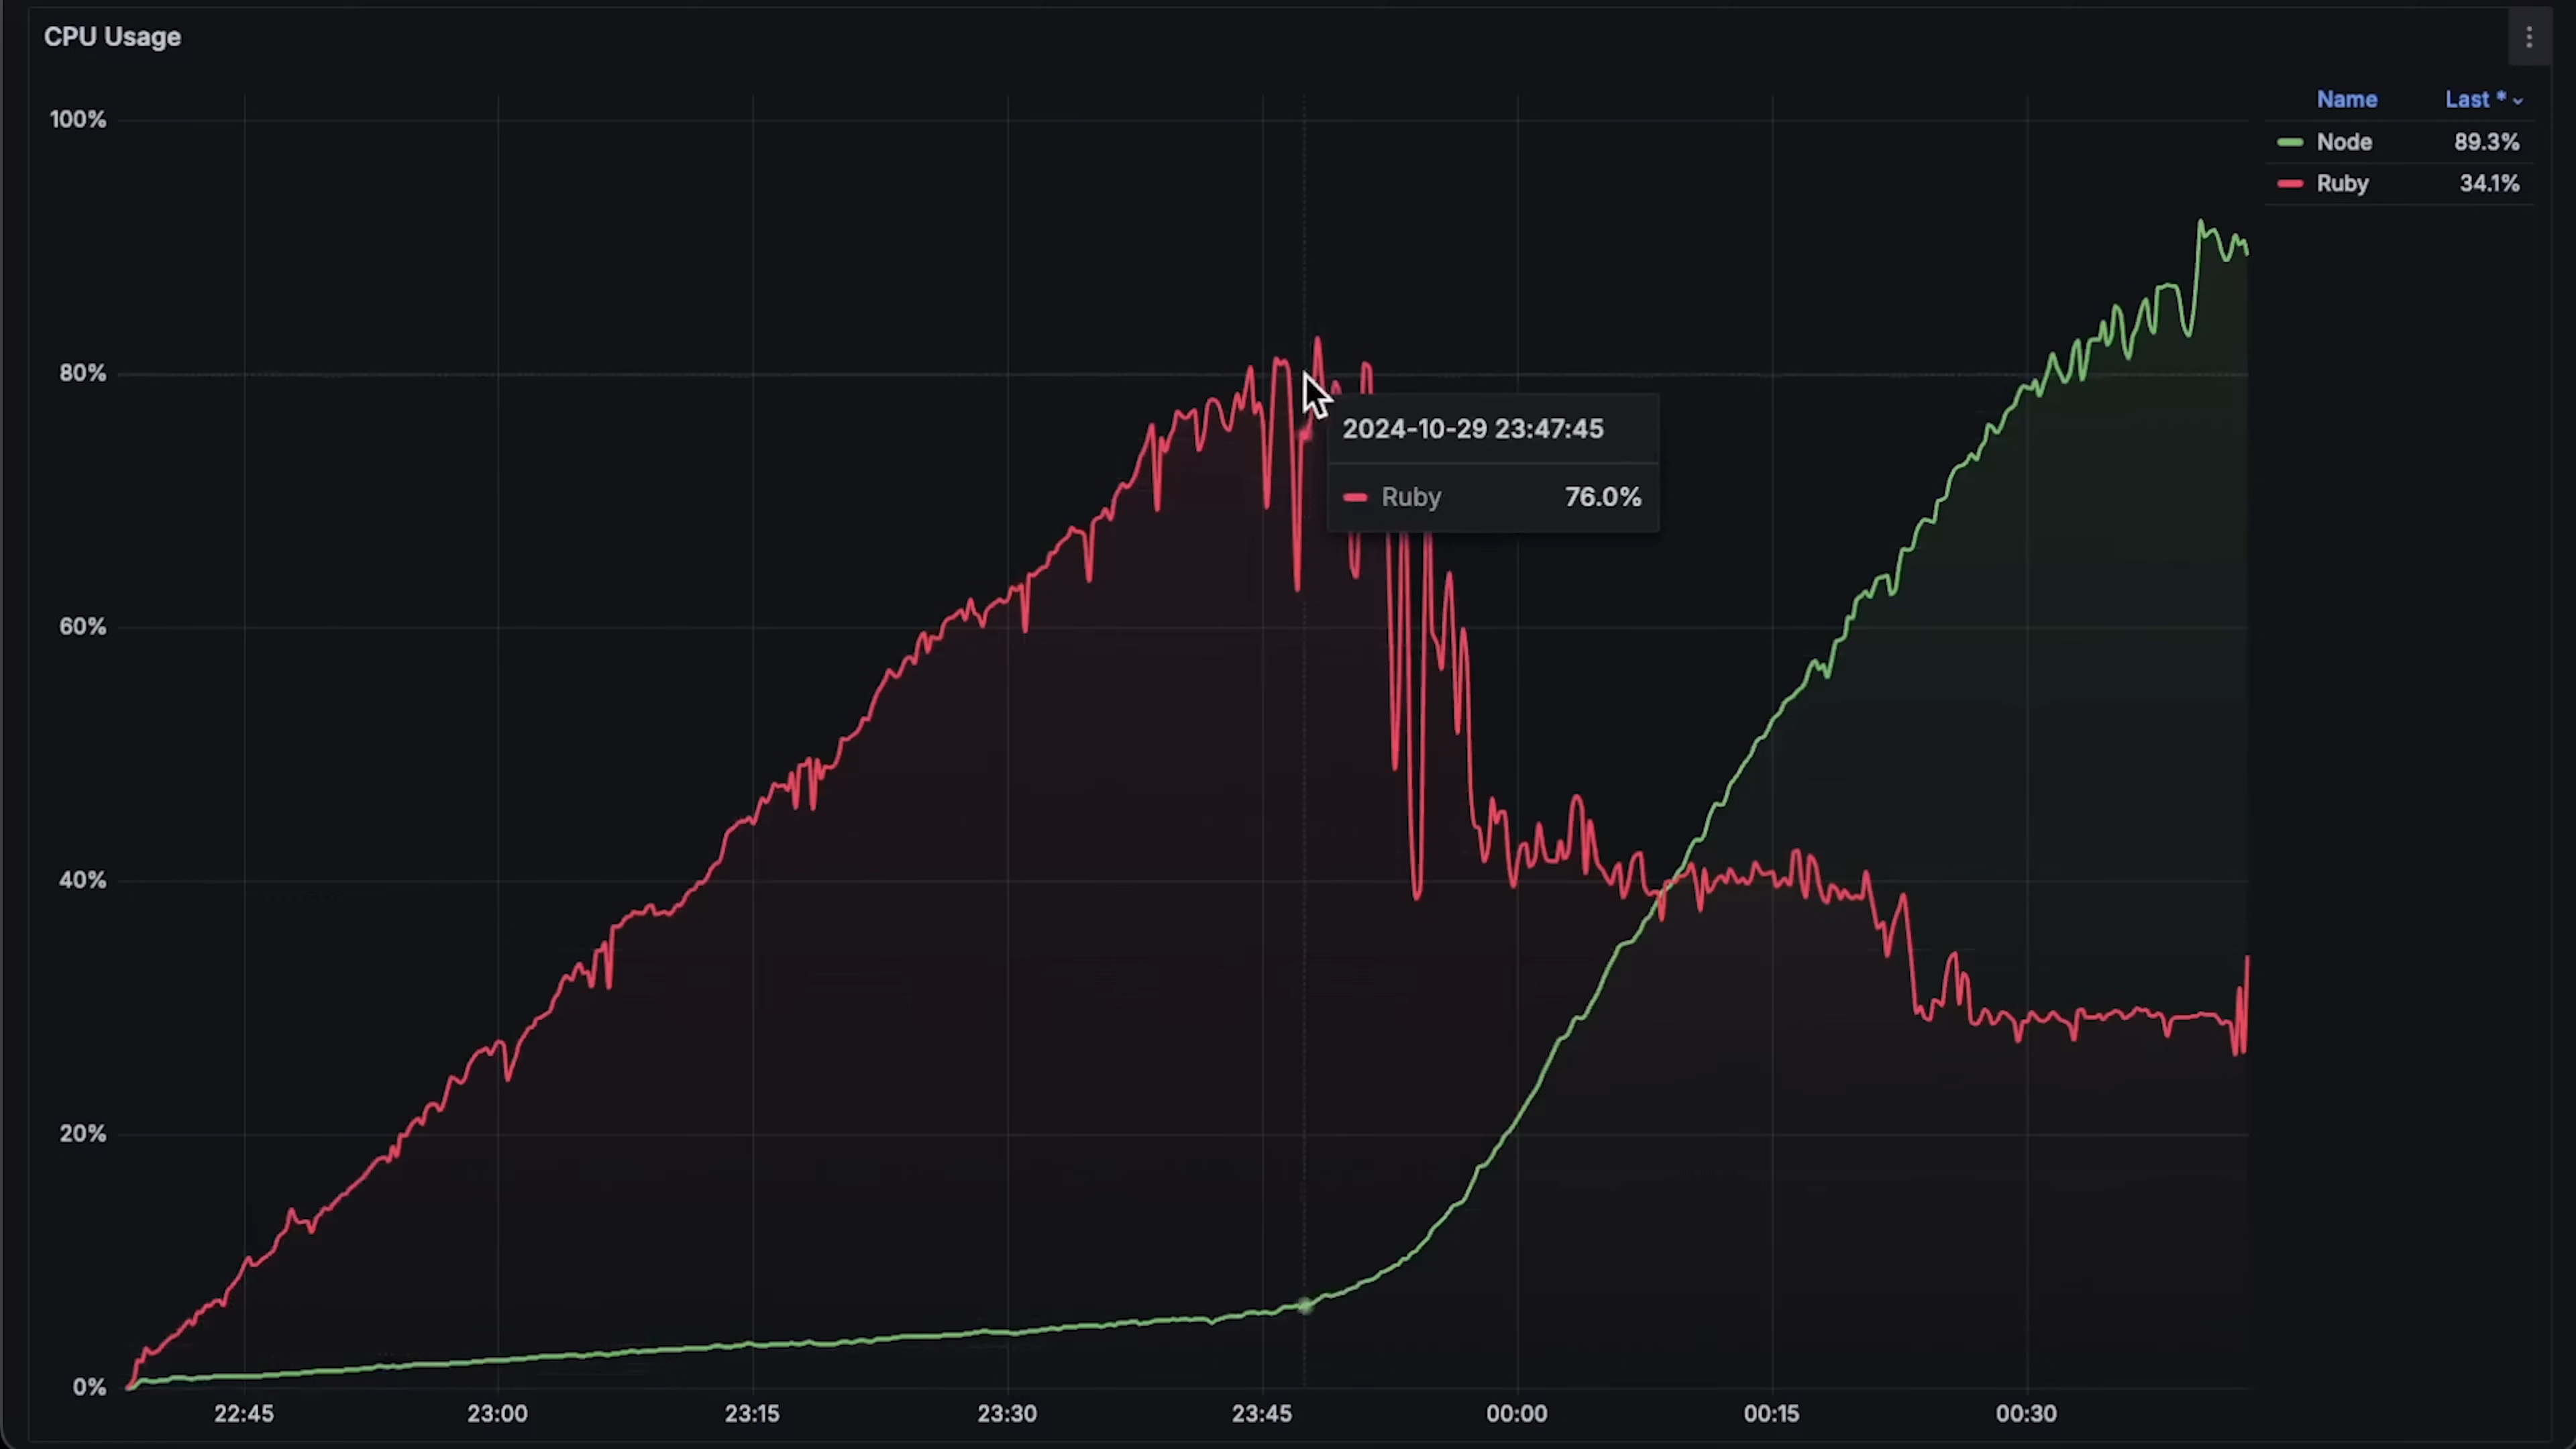 CPU Usage
Name Last *
Node 89.3%
Ruby 34.1%
100%
80%
60%
40%
20%
0%
2024-10-29 23:47:45
Ruby 76.0%
22:45 23:00 23:15 23:30 23:45 00:00 00:15 00:30